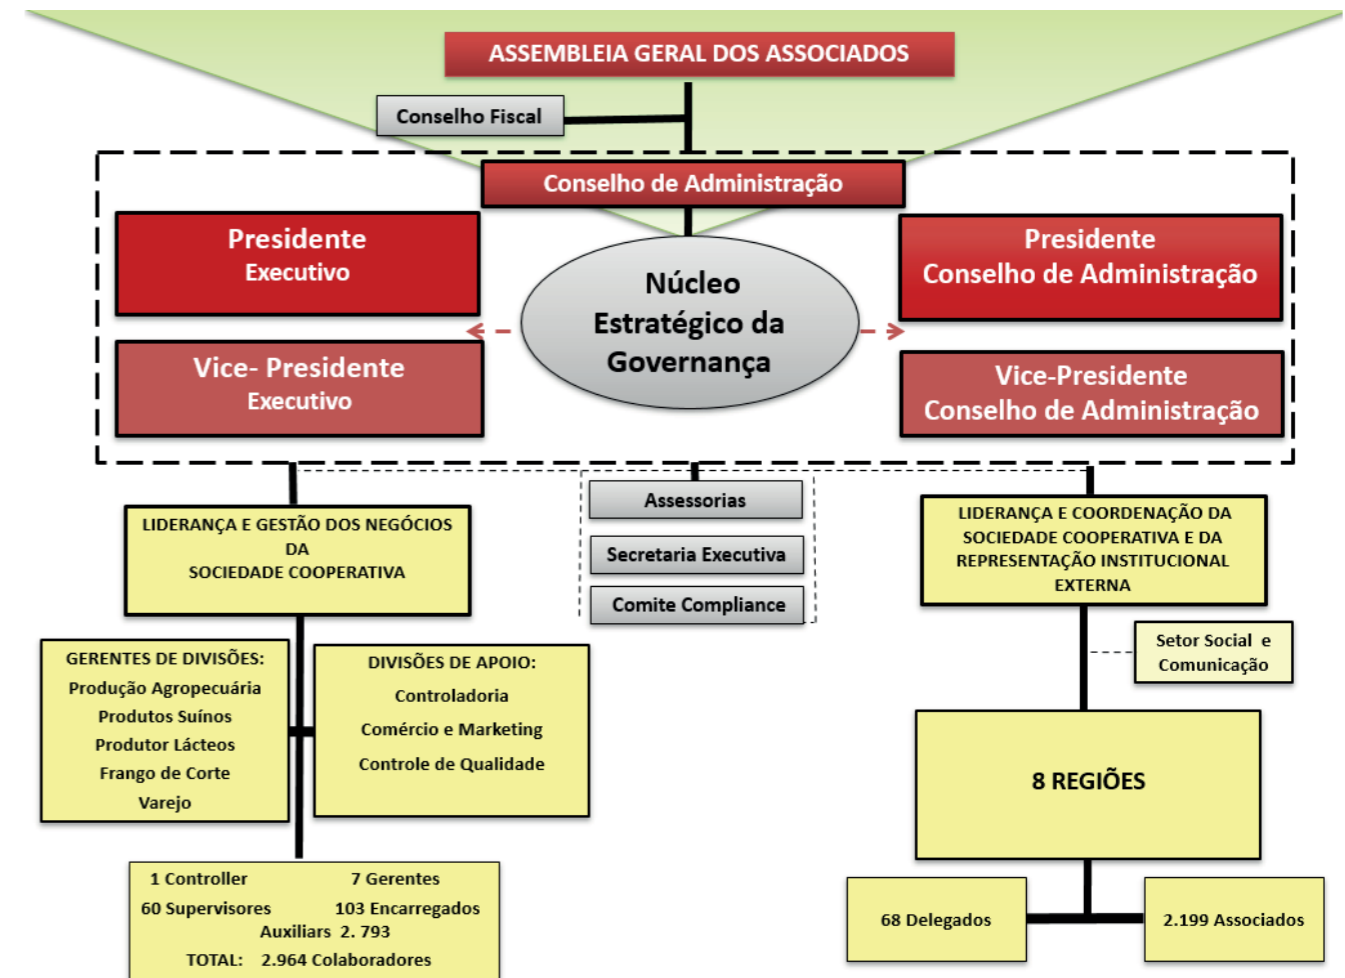 ASSEMBLEIA GERAL DOS ASSOCIADOS
Conselho Fiscal
Conselho de Administração
Presidente
Executivo
Núcleo
Estratégico da
Governança
Presidente
Conselho de Administração
Vice- Presidente
Executivo
Vice-Presidente
Conselho de Administração
LIDERANÇA E GESTÃO DOS NEGÓCIOS
DA
SOCIEDADE COOPERATIVA
Assessorias
Secretaria Executiva
Comite Compliance
LIDERANÇA E COORDENAÇÃO DA
SOCIEDADE COOPERATIVA E DA
REPRESENTAÇÃO INSTITUCIONAL
EXTERNA
Setor Social e
Comunicação
GERENTES DE DIVISÕES:
Produção Agropecuária
Produtos Suínos
Produtor Lácteos
Frango de Corte
Varejo
DIVISÕES DE APOIO:
Controladoria
Comércio e Marketing
Controle de Qualidade
8 REGIÕES
1 Controller 7 Gerentes
60 Supervisores 103 Encarregados
Auxiliars 2. 793
TOTAL: 2.964 Colaboradores
68 Delegados
2.199 Associados